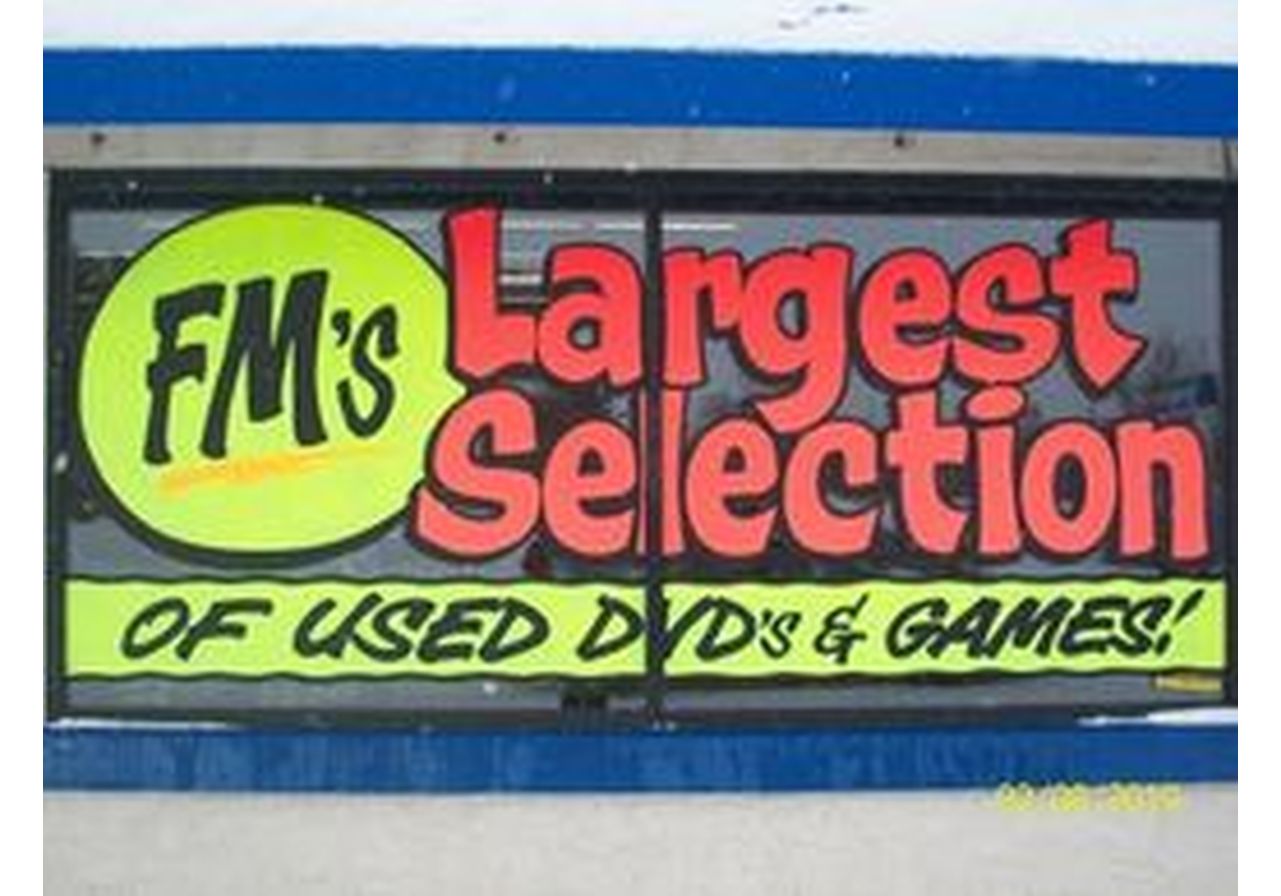 FM's
Largest
Selection
OF USED DVD's & GAMES!